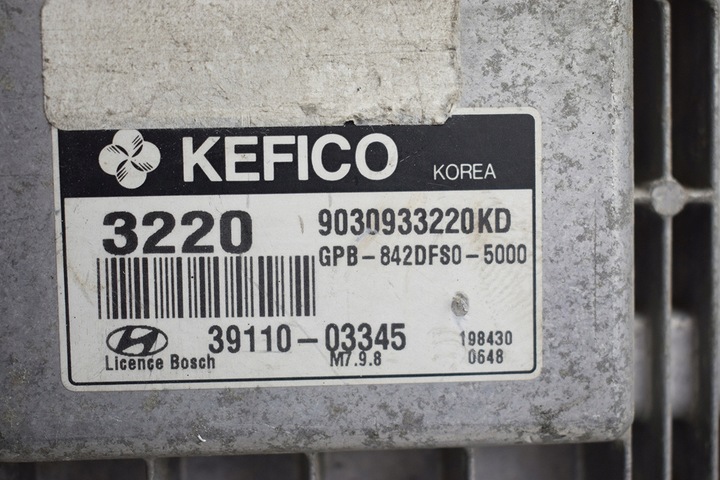 KEFICO KOREA
3220 9030933220KD
GPB-842DFS0-5000
39110-03345 198430
Licence Bosch M7.9.8 0648